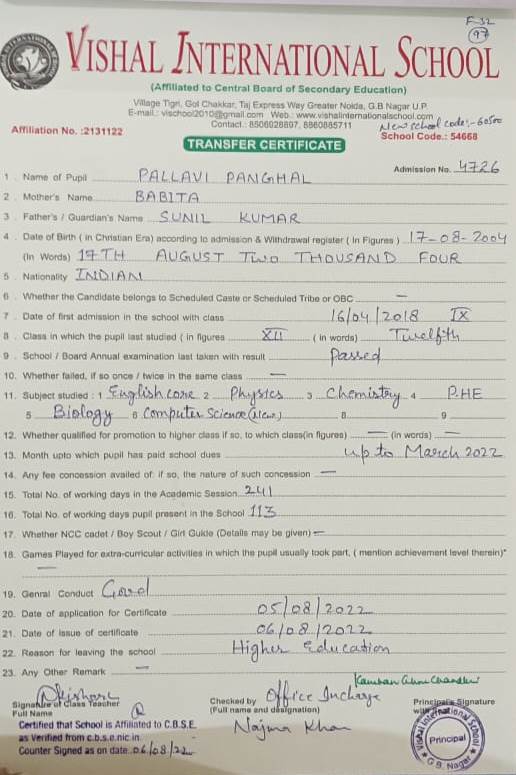 F-32
97
VISHAL INTERNATIONAL SCHOOL
(Affiliated to Central Board of Secondary Education)
Village Tigri, Gol Chakkar, Taj Express Way Greater Noida, G.B Nagar U.P.
E-mail.: vischool2010@gmail.com Web.: www.vishalinternationalschool.com
Contact.: 8506928897, 8860885711
New school code:-60500
Affiliation No. :2131122
School Code.: 54668
TRANSFER CERTIFICATE
Admission No. 4726
1 . Name of Pupil PALLAVI PANGHAL
2 . Mother's Name BABITA
3 . Father's / Guardian's Name SUNIL KUMAR
4 . Date of Birth ( in Christian Era) according to admission & Withdrawal register ( In Figures ) 17-08-2004
(In Words) 17TH AUGUST TWO THOUSAND FOUR
5 . Nationality INDIAN
6 . Whether the Candidate belongs to Scheduled Caste or Scheduled Tribe or OBC —
7 . Date of first admission in the school with class 16/04/2018 IX
8 . Class in which the pupil last studied ( in figures XII ( in words) Twelfth
9 . School / Board Annual examination last taken with result Passed
10. Whether failed, if so once / twice in the same class —
11. Subject studied : 1 English core 2 Physics 3 Chemistry 4 P.HE
5 Biology 6 Computer Science (New) 8 9
12. Whether qualified for promotion to higher class if so, to which class(in figures) — (in words) —
13. Month upto which pupil has paid school dues up to March 2022
14. Any fee concession availed of: if so, the nature of such concession —
15. Total No. of working days in the Academic Session 241
16. Total No. of working days pupil present in the School 113
17. Whether NCC cadet / Boy Scout / Girl Guide (Details may be given) —
18. Games Played for extra-curricular activities in which the pupil usually took part, ( mention achievement level therein)*
—
19. Genral Conduct Good
20. Date of application for Certificate 05/08/2022
21. Date of issue of certificate 06/08/2022
22. Reason for leaving the school Higher Education
23. Any Other Remark —
Signature of Class Teacher
Full Name
Checked by Office Incharge
(Full name and designation)
Najma Khan
Principal's Signature
Certified that School is Affiliated to C.B.S.E.
as Verified from c.b.s.e.nic.in
Counter Signed as on date 06/08/22
Vishal International School
Principal
G.B. Nagar